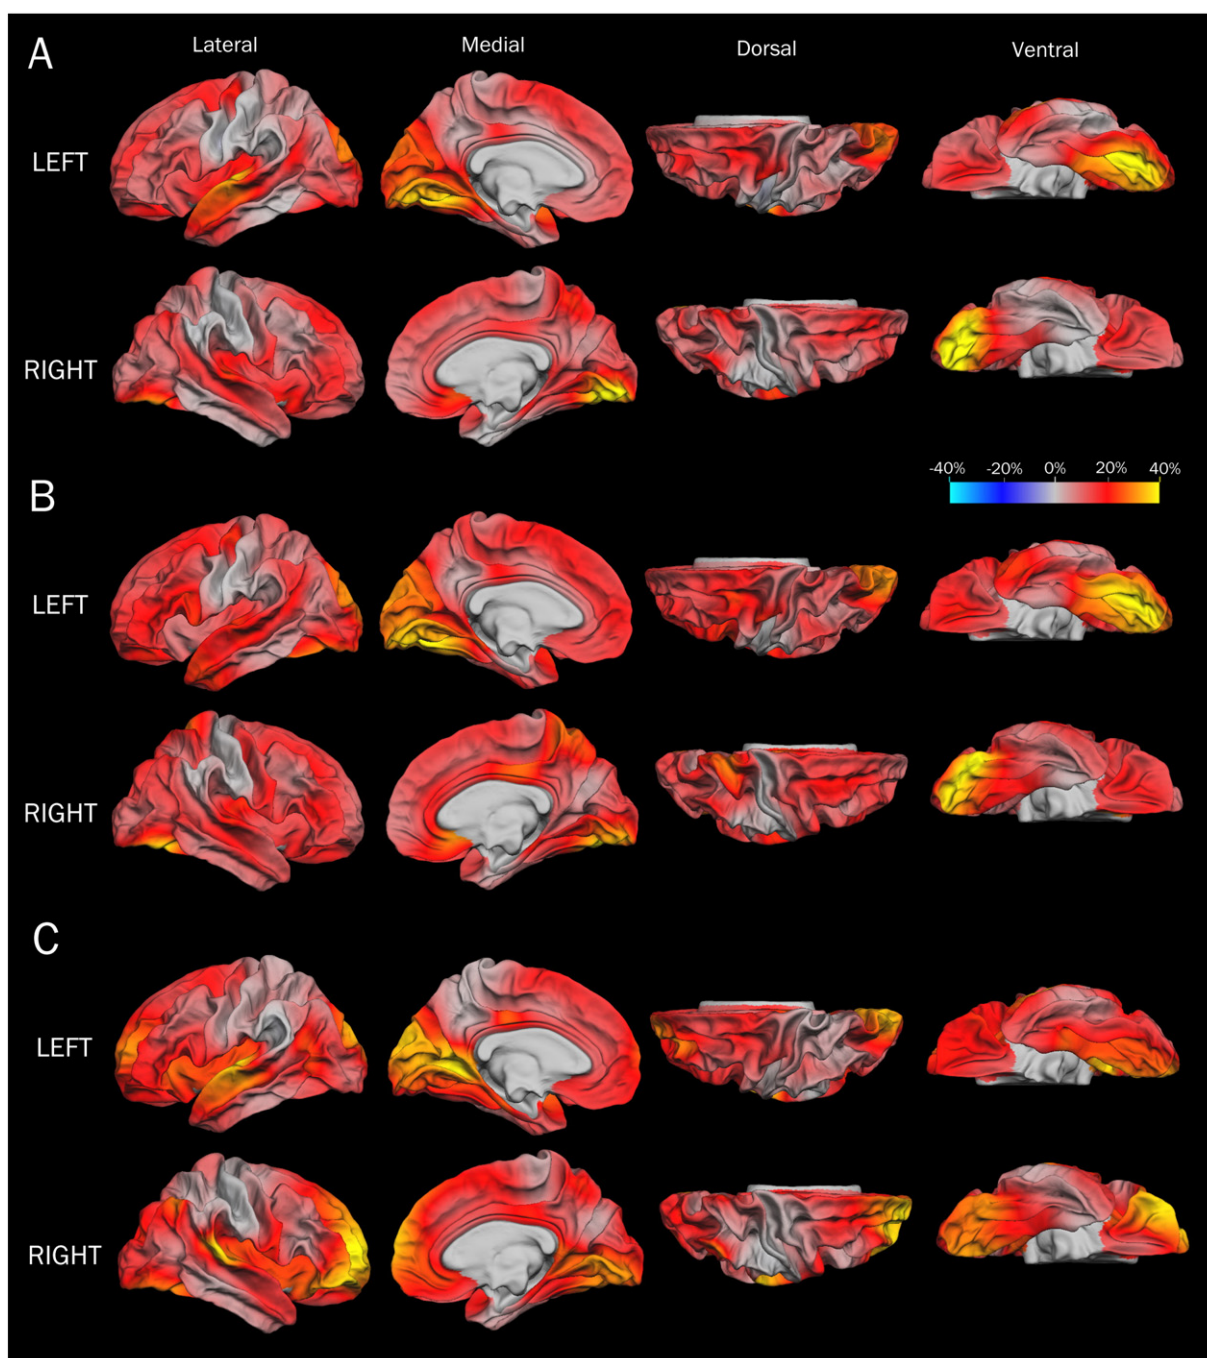 A
Lateral Medial Dorsal Ventral
LEFT
RIGHT
-40% -20% 0% 20% 40%
B
LEFT
RIGHT
C
LEFT
RIGHT